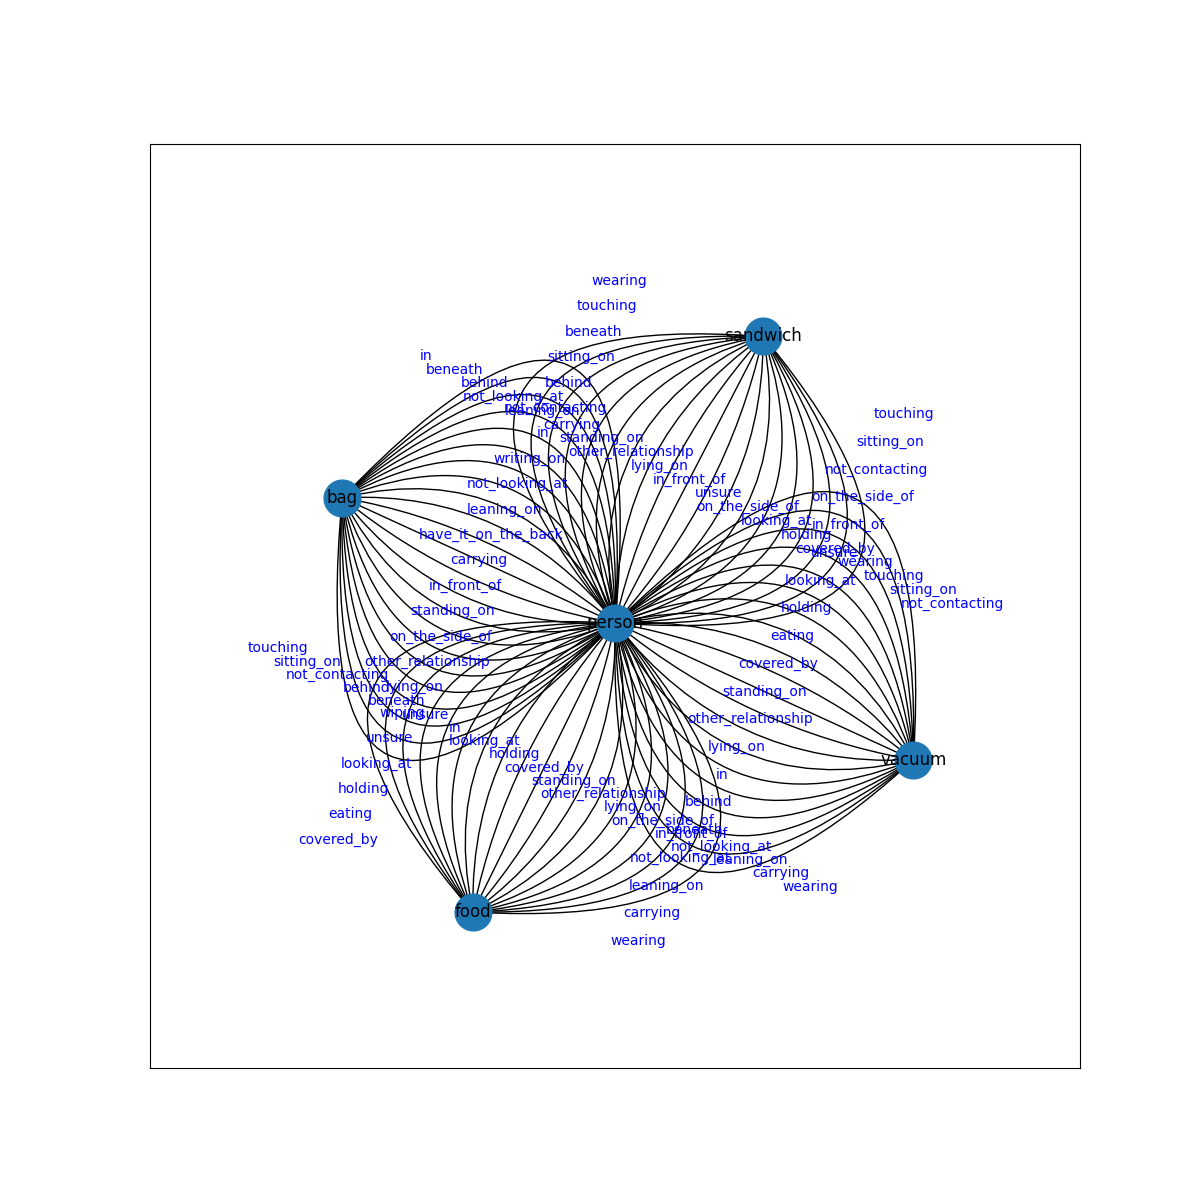 wearing
touching
beneath
sandwich
in
sitting_on
beneath
behind
behind
not_looking_at
not_contacting
leaning_on
touching
carrying
in
standing_on
sitting_on
other_relationship
writing_on
lying_on
not_contacting
in_front_of
not_looking_at
unsure
bag
on_the_side_of
on_the_side_of
leaning_on
looking_at
in_front_of
have_it_on_the_back
holding
covered_by
unsure
carrying
wearing
touching
looking_at
in_front_of
sitting_on
not_contacting
standing_on
holding
person
on_the_side_of
eating
touching
sitting_on
other_relationship
covered_by
not_contacting
behind
lying_on
standing_on
beneath
wiping
unsure
other_relationship
in
unsure
looking_at
lying_on
holding
vacuum
looking_at
covered_by
in
standing_on
holding
other_relationship
behind
lying_on
eating
on_the_side_of
beneath
in_front_of
covered_by
not_looking_at
not_looking_at
leaning_on
carrying
leaning_on
wearing
food
carrying
wearing